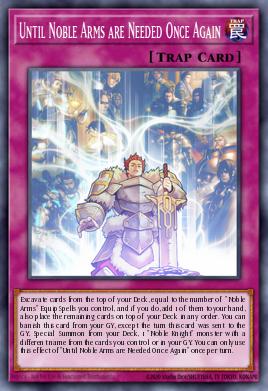 Until Noble Arms are Needed Once Again
TRAP
罠
[Trap Card]
Excavate cards from the top of your Deck, equal to the number of "Noble
Arms" Equip Spells you control, and if you do, add 1 of them to your hand,
also place the remaining cards on top of your Deck in any order. You can
banish this card from your GY, except the turn this card was sent to the
GY; Special Summon from your Deck, 1 "Noble Knight" monster with a
different name from the cards you control or in your GY. You can only use
this effect of "Until Noble Arms are Needed Once Again" once per turn.